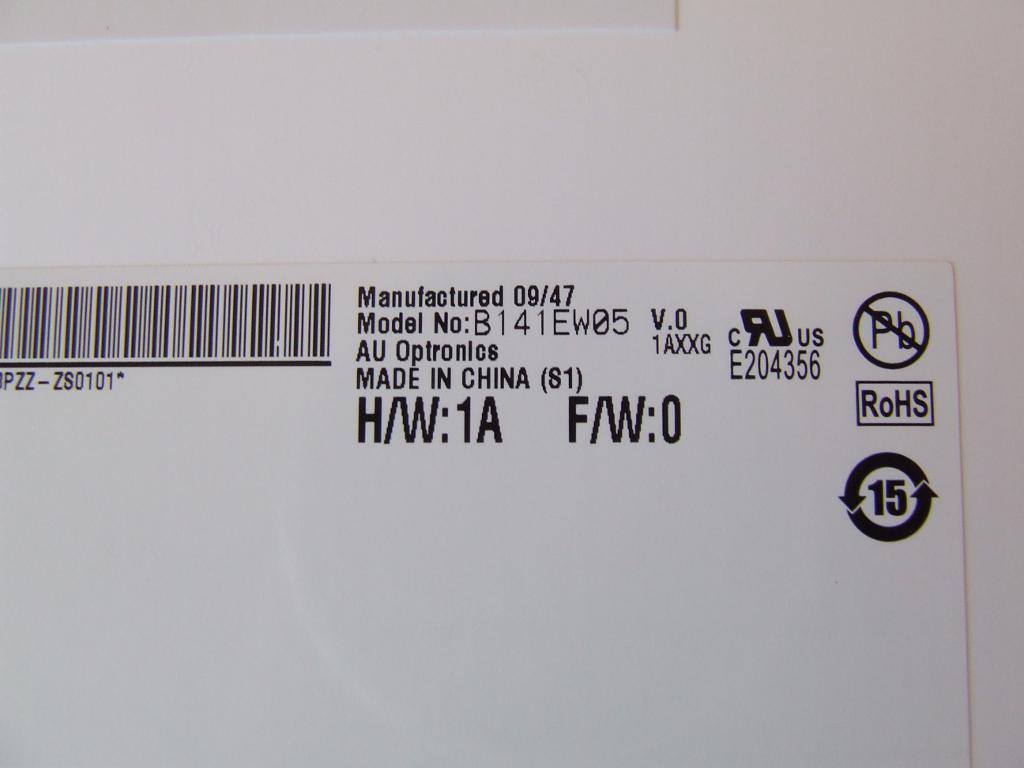 Manufactured 09/47
Model No:B141EW05 V.0
1AXXG
AU Optronics
MADE IN CHINA (S1)
H/W:1A F/W:0
C RU US
E204356
Pb
RoHS
15
PZZ-ZS0101*